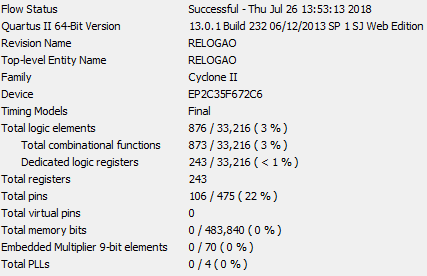 Flow Status Successful - Thu Jul 26 13:53:13 2018
Quartus II 64-Bit Version 13.0.1 Build 232 06/12/2013 SP 1 SJ Web Edition
Revision Name RELOGAO
Top-level Entity Name RELOGAO
Family Cyclone II
Device EP2C35F672C6
Timing Models Final
Total logic elements 876 / 33,216 ( 3 % )
Total combinational functions 873 / 33,216 ( 3 % )
Dedicated logic registers 243 / 33,216 ( < 1 % )
Total registers 243
Total pins 106 / 475 ( 22 % )
Total virtual pins 0
Total memory bits 0 / 483,840 ( 0 % )
Embedded Multiplier 9-bit elements 0 / 70 ( 0 % )
Total PLLs 0 / 4 ( 0 % )